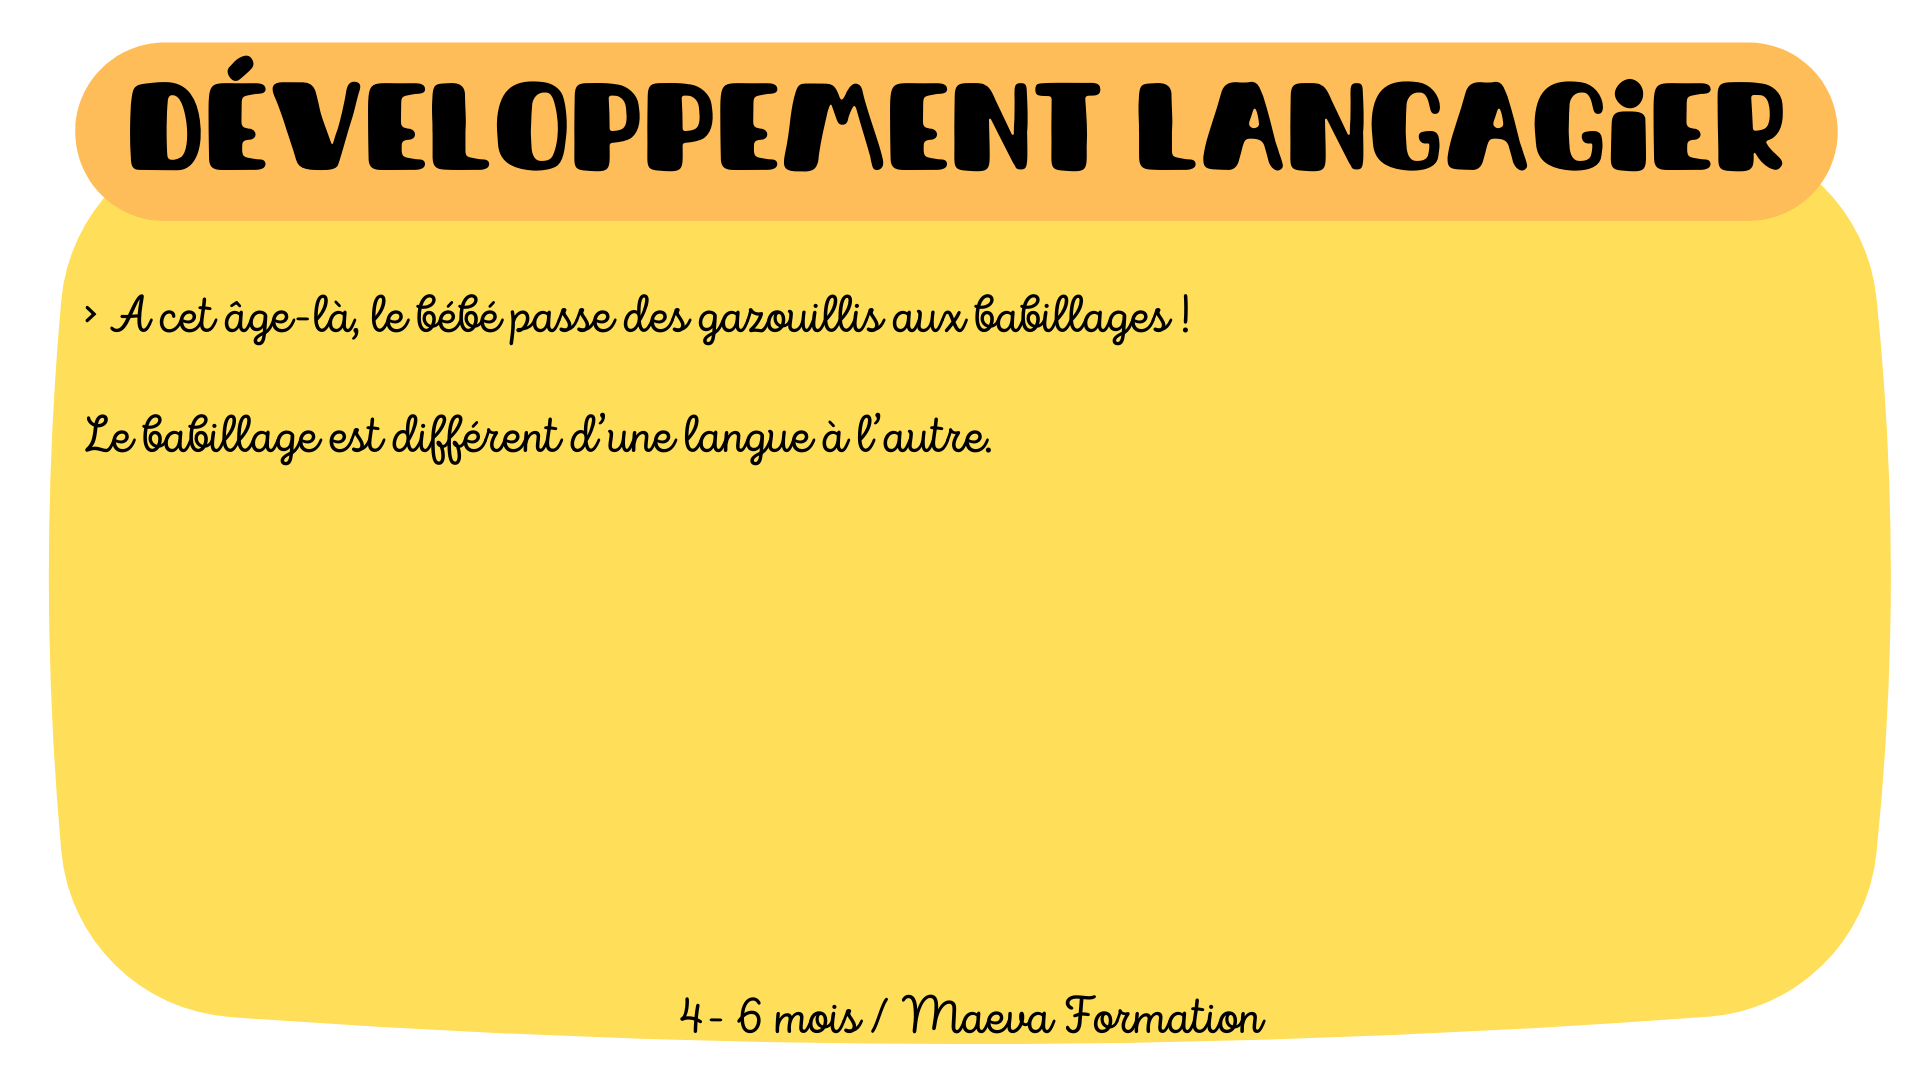 DÉVELOPPEMENT LANGAGiER
> A cet âge-là, le bébé passe des gazouillis aux babillages !
Le babillage est différent d'une langue à l'autre.
4- 6 mois / Maeva Formation